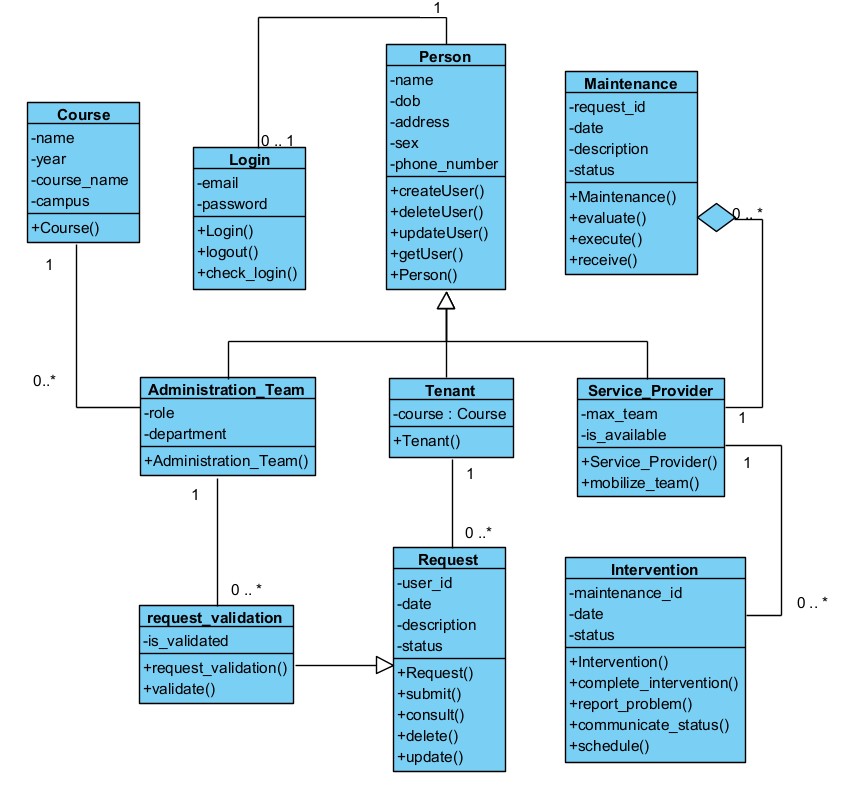 1
Person
-name
-dob
-address
-sex
-phone_number
+createUser()
+deleteUser()
+updateUser()
+getUser()
+Person()
Maintenance
-request_id
-date
-description
-status
+Maintenance()
+evaluate()
+execute()
+receive()
0 .. *
Course
-name
-year
-course_name
-campus
+Course()
1
0 .. 1
Login
-email
-password
+Login()
+logout()
+check_login()
0..*
Administration_Team
-role
-department
+Administration_Team()
1
Tenant
-course : Course
+Tenant()
1
Service_Provider
-max_team
-is_available
+Service_Provider()
+mobilize_team()
1
1
0 .. *
0 .. *
request_validation
-is_validated
+request_validation()
+validate()
Request
-user_id
-date
-description
-status
+Request()
+submit()
+consult()
+delete()
+update()
Intervention
-maintenance_id
-date
-status
+Intervention()
+complete_intervention()
+report_problem()
+communicate_status()
+schedule()
0 .. *